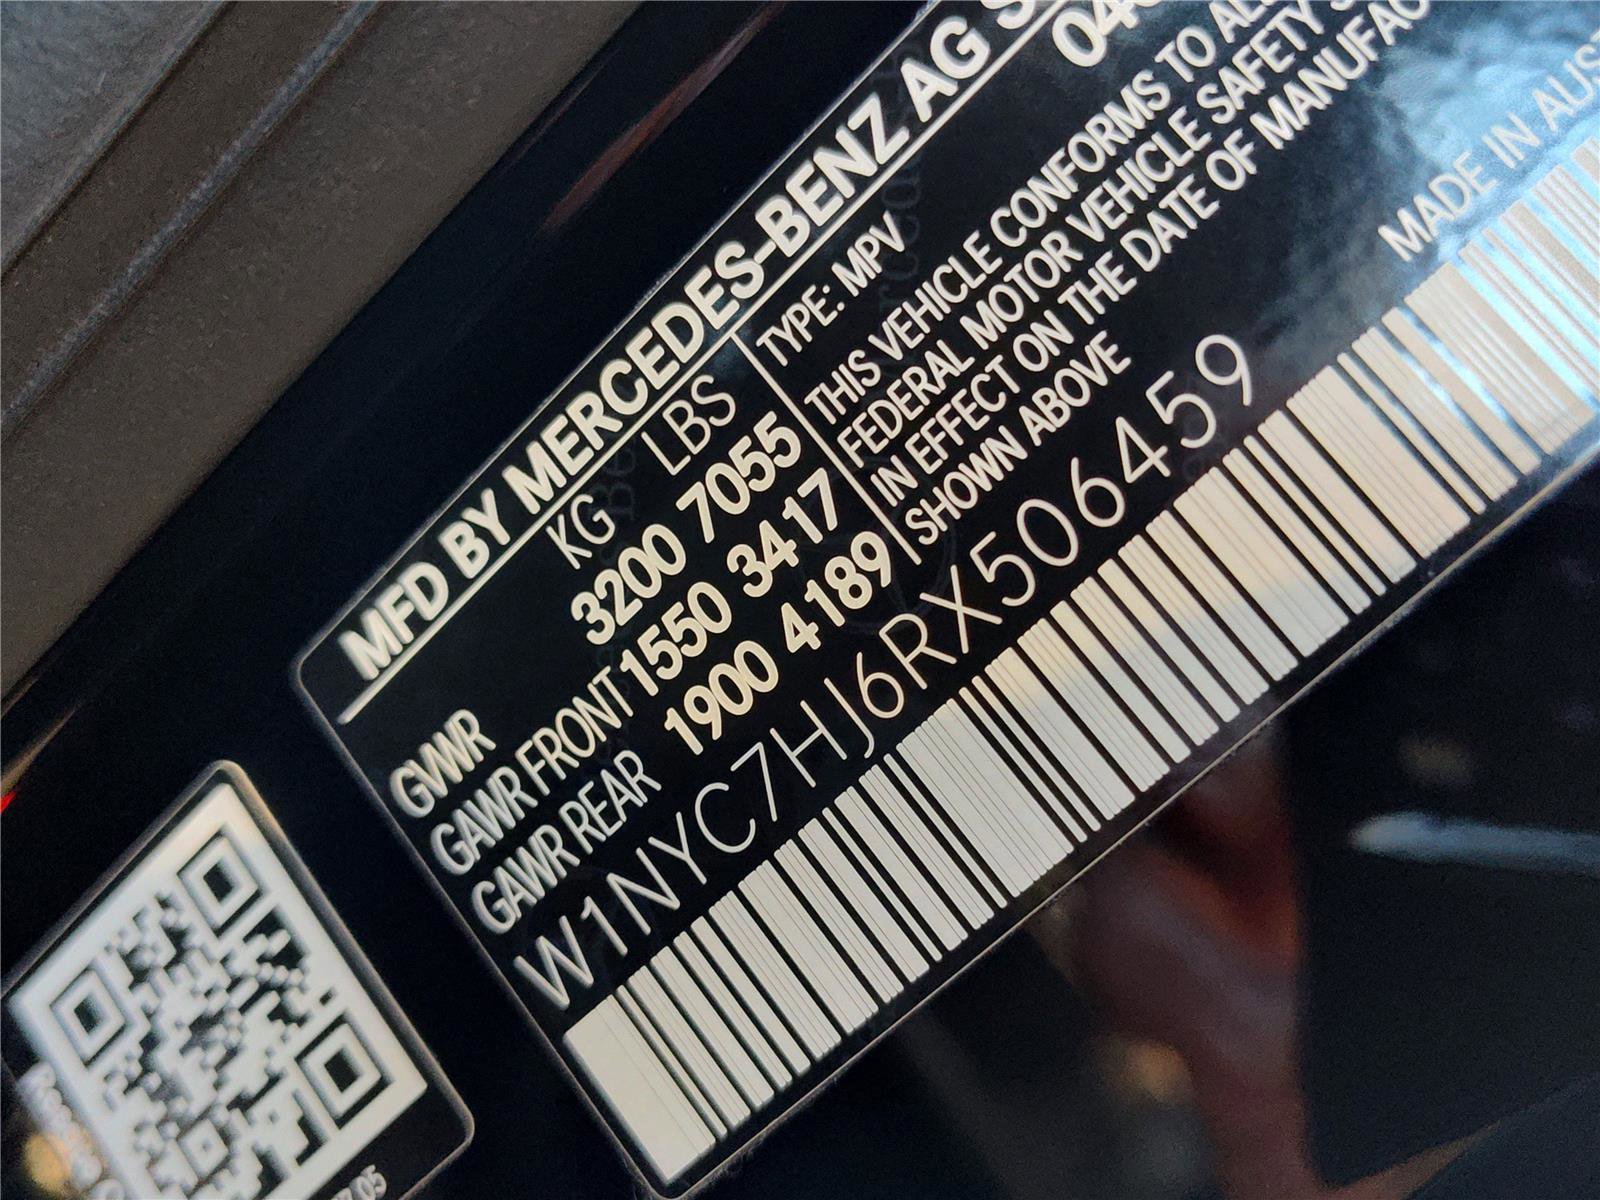 MFD BY MERCEDES-BENZ AG
KG LBS
GVWR 3200 7055
GAWR FRONT 1550 3417
GAWR REAR 1900 4189
TYPE: MPV
THIS VEHICLE CONFORMS TO
FEDERAL MOTOR VEHICLE SAFETY
IN EFFECT ON THE DATE OF
SHOWN ABOVE
MADE IN
W1NYC7HJ6RX506459